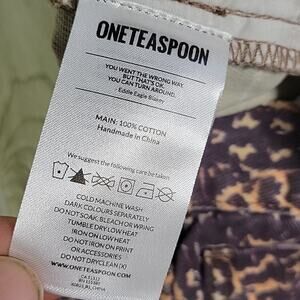 ONETEASPOON
YOU WENT THE WRONG WAY.
BUT THAT'S OK.
YOU CAN TURN AROUND.
- Eddie Eagle Blakey
MAIN: 100% COTTON
Handmade In China
We suggest the following care be taken
COLD MACHINE WASH
DARK COLOURS SEPARATELY
DO NOT SOAK, BLEACH OR WRING
TUMBLE DRY LOW HEAT
IRON ON LOW HEAT
DO NOT IRON ON PRINT
OR ACCESSORIES
DO NOT DRYCLEAN (X)
WWW.ONETEASPOON.COM